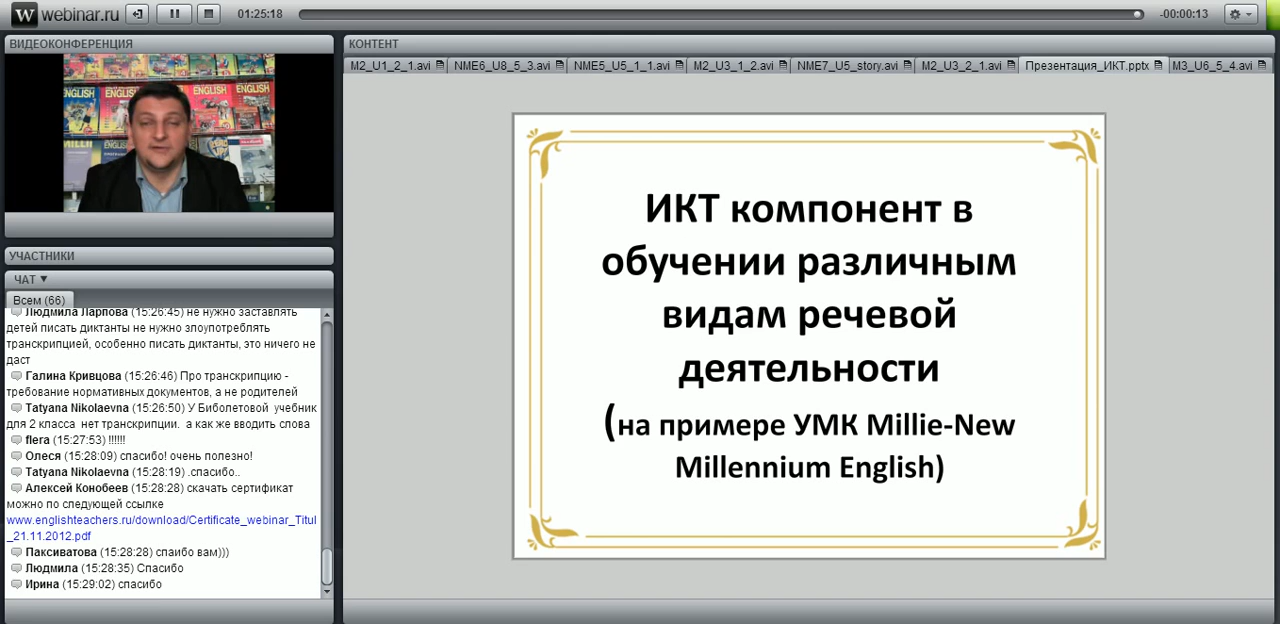 webinar.ru
01:25:18
-00:00:13
ВИДЕОКОНФЕРЕНЦИЯ
ENGLISH
ENGLISH
ENGLISH
УЧАСТНИКИ
ЧАТ ▼
Всем (66)
Людмила Ларпова (15:26:45) не нужно заставлять
детей писать диктанты не нужно злоупотреблять
транскрипцией, особенно писать диктанты, это ничего не
даст
Галина Кривцова (15:26:46) Про транскрипцию -
требование нормативных документов, а не родителей
Tatyana Nikolaevna (15:26:50) У Биболетовой учебник
для 2 класса нет транскрипции. а как же вводить слова
flera (15:27:53) !!!!!!
Олеся (15:28:09) спасибо! очень полезно!
Tatyana Nikolaevna (15:28:19) .спасибо..
Алексей Конобеев (15:28:28) скачать сертификат
можно по следующей ссылке
www.englishteachers.ru/download/Certificate_webinar_Titul
_21.11.2012.pdf
Паксиватова (15:28:28) спаибо вам)))
Людмила (15:28:35) Спасибо
Ирина (15:29:02) спасибо
КОНТЕНТ
M2_U1_2_1.avi
NME6_U8_5_3.avi
NME5_U5_1_1.avi
M2_U3_1_2.avi
NME7_U5_story.avi
M2_U3_2_1.avi
Презентация_ИКТ.pptx
M3_U6_5_4.avi
ИКТ компонент в
обучении различным
видам речевой
деятельности
(на примере УМК Millie-New
Millennium English)